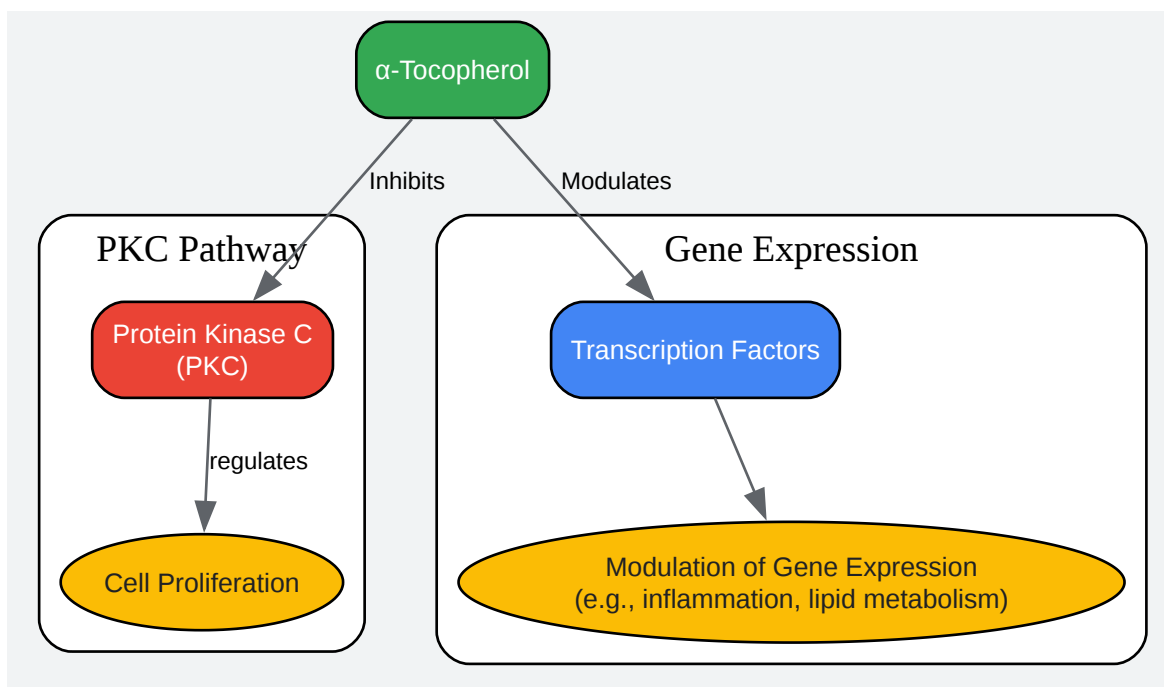 α-Tocopherol
Inhibits
Modulates
PKC Pathway
Gene Expression
Protein Kinase C
(PKC)
Transcription Factors
regulates
Cell Proliferation
Modulation of Gene Expression
(e.g., inflammation, lipid metabolism)